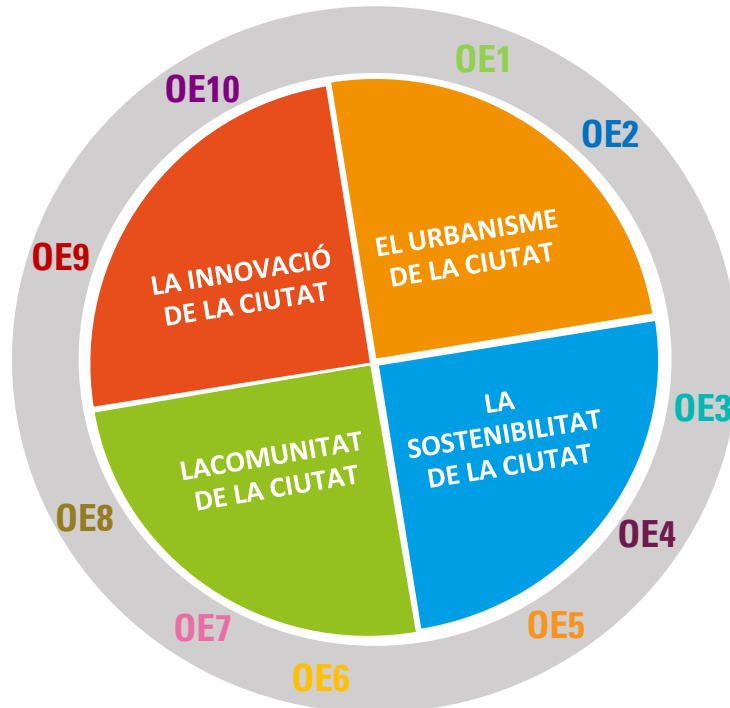 OE1
OE10
OE2
EL URBANISME
DE LA CIUTAT
OE9
LA INNOVACIÓ
DE LA CIUTAT
OE3
LA
SOSTENIBILITAT
DE LA CIUTAT
LACOMUNITAT
DE LA CIUTAT
OE8
OE4
OE7
OE5
OE6